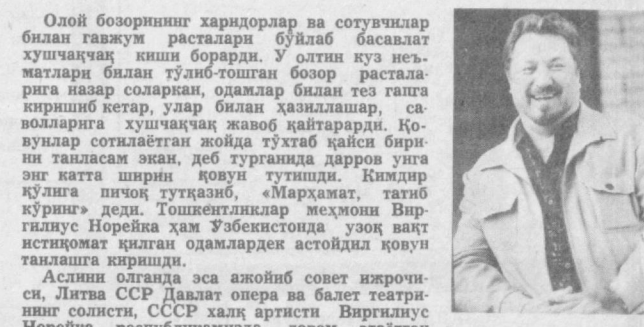 Олой бозорининг харидорлар ва сотувчилар
билан гавжум расталари бўйлаб басавлат
хушчақчақ киши борарди. У олтин куз неъ-
матлари билан тўлиб-тошган бозор растала-
рига назар соларкан, одамлар билан тез гапга
киришиб кетар, улар билан ҳазиллашар, са-
волларига хушчақчақ жавоб қайтарарди. Қо-
вунлар сотилаётган жойда тўхтаб қайси бири-
ни танласам экан, деб турганида дарров унга
энг катта ширин қовун тутишди. Кимдир
қўлига пичоқ тутқазиб, «Марҳамат, татиб
кўринг» деди. Тошкентликлар меҳмони Вир-
гилиус Норейка ҳам Ўзбекистонда узоқ вақт
истиқомат қилган одамлардек астойдил қовун
танлашга киришди.
Аслини олганда эса ажойиб совет ижрочи-
си, Литва ССР Давлат опера ва балет театри-
нинг солисти, СССР халқ артисти Виргилиус
Норейка